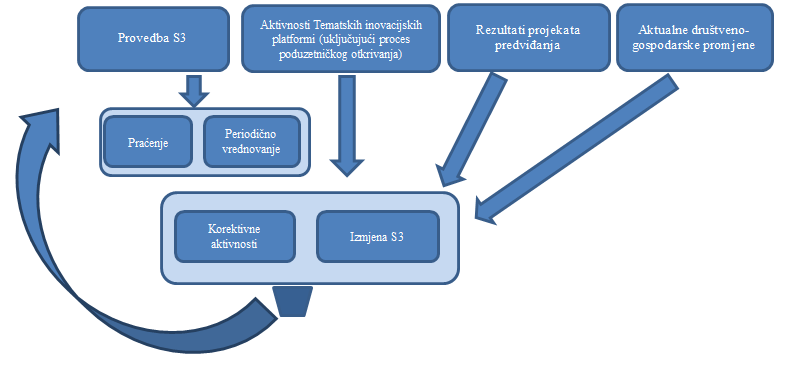 Provedba S3
Aktivnosti Tematskih inovacijskih
platformi (uključujući proces
poduzetničkog otkrivanja)
Rezultati projekata
predviđanja
Aktualne društveno-
gospodarske promjene
Praćenje
Periodično
vrednovanje
Korektivne
aktivnosti
Izmjena S3